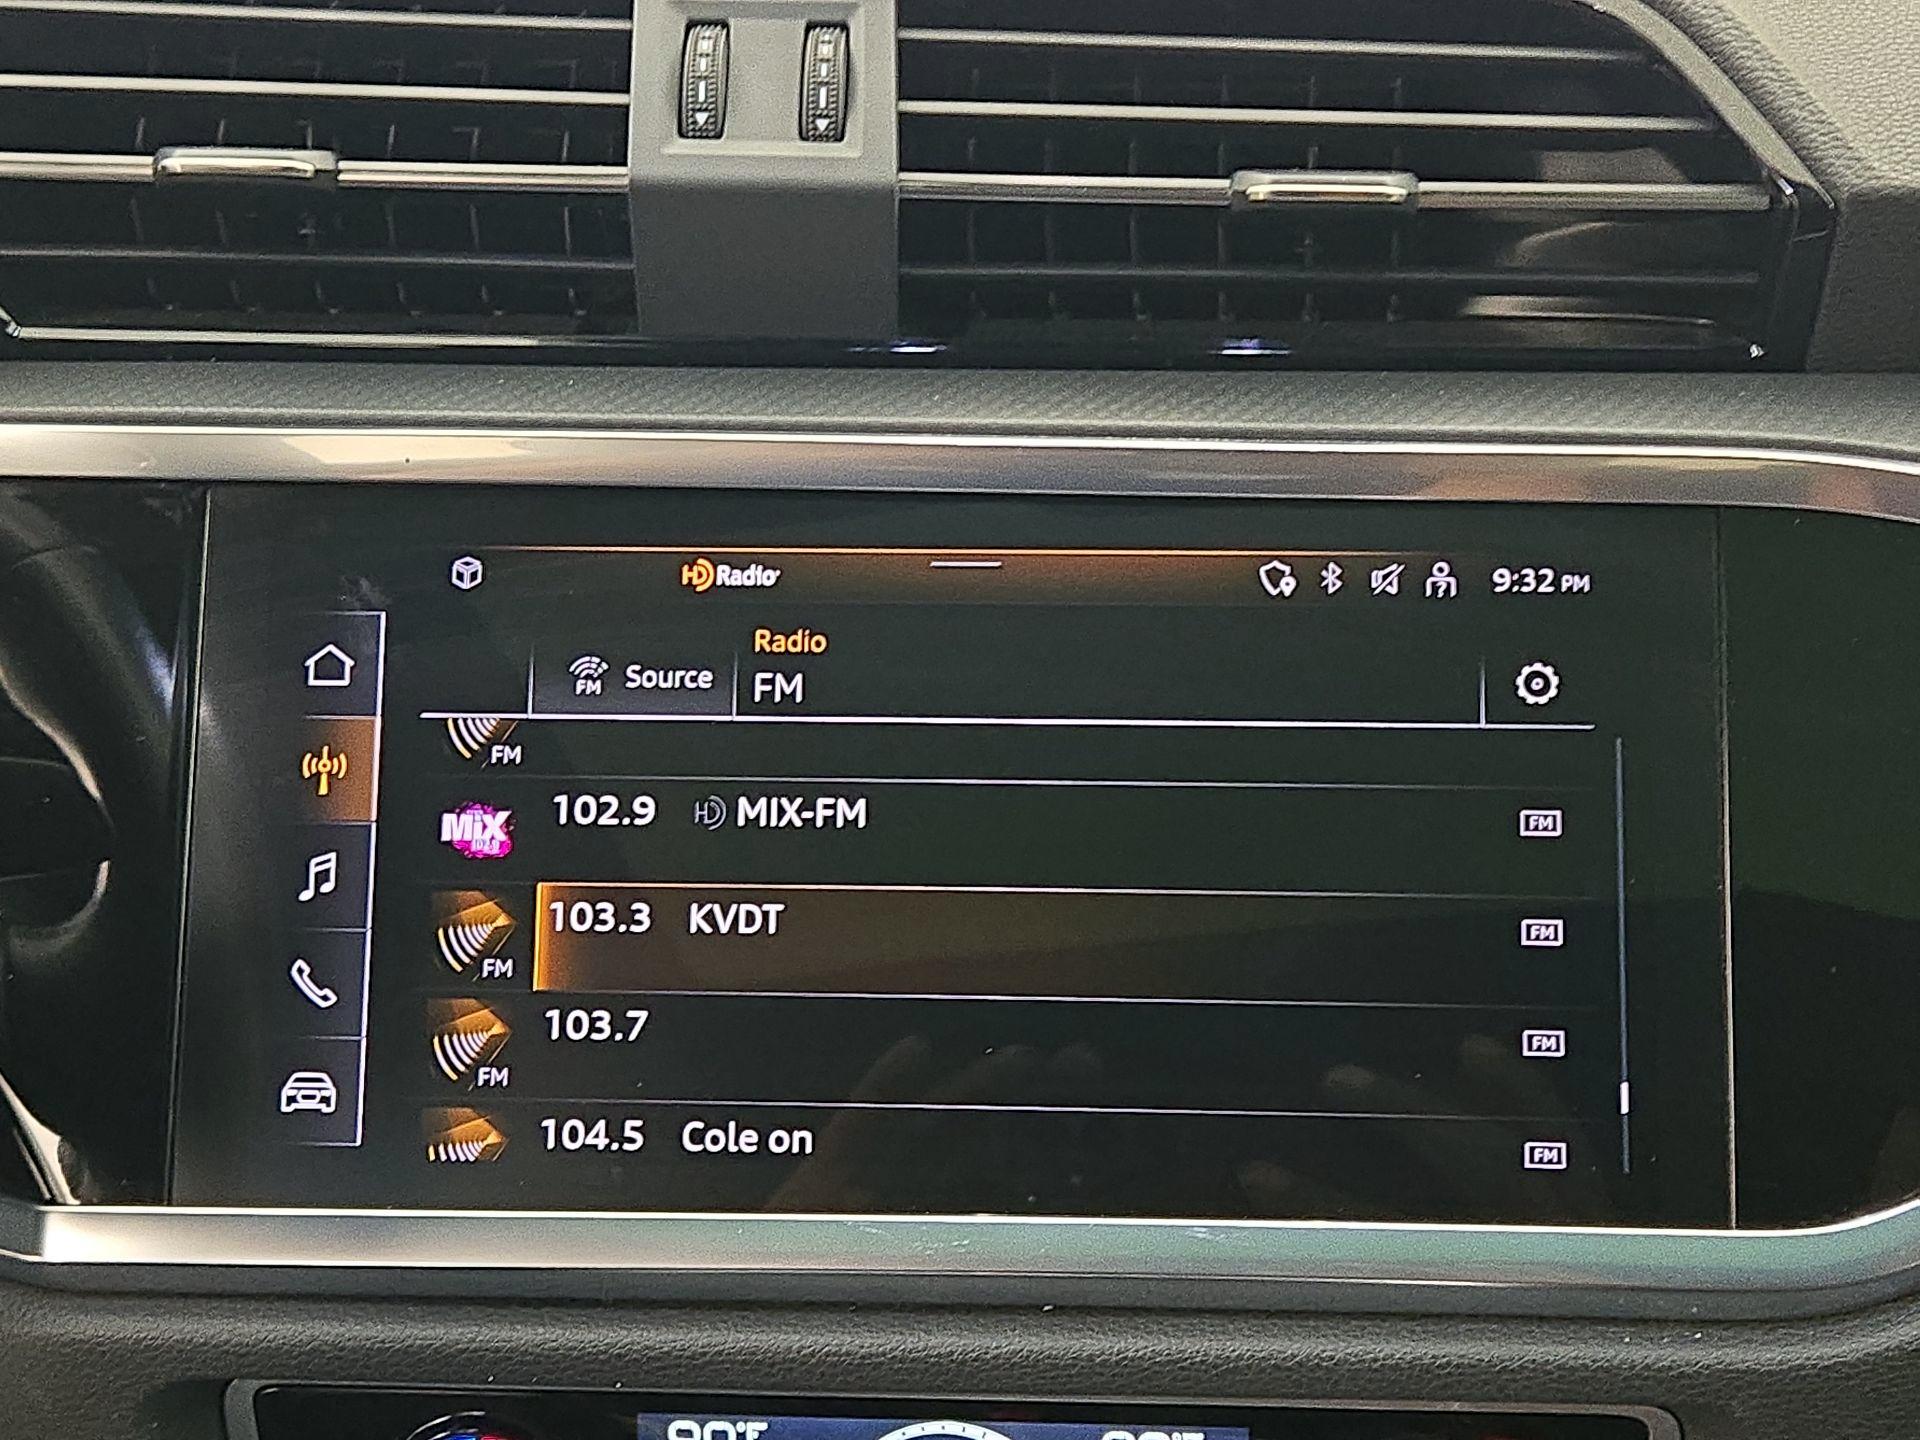 HD Radio
9:32 PM
Radio
FM Source FM
FM
MiX 102.9 HD MIX-FM FM
103.3 KVDT FM
FM
103.7 FM
FM
104.5 Cole on FM